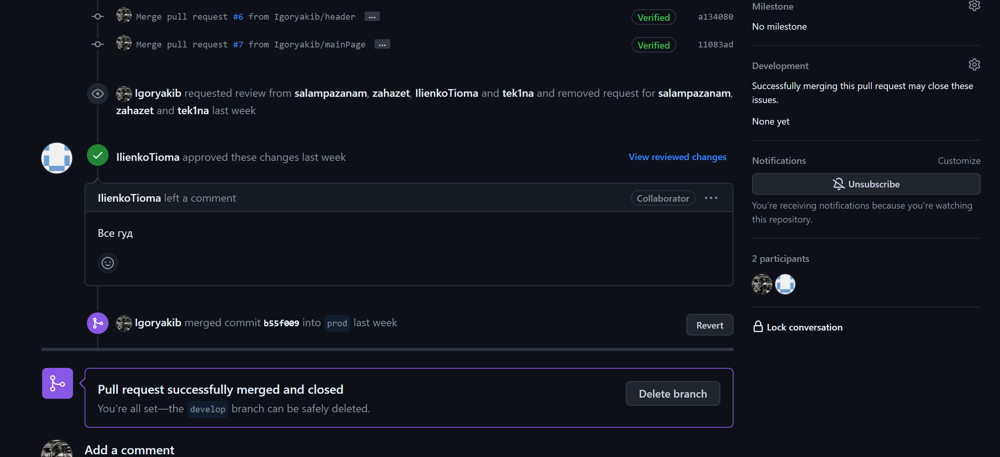 Merge pull request #6 from Igoryakib/header ... Verified a134080
Merge pull request #7 from Igoryakib/mainPage ... Verified 11083ad
Igoryakib requested review from salampazanam, zahazet, IlienkoTioma and tek1na and removed request for salampazanam,
zahazet and tek1na last week
IlienkoTioma approved these changes last week View reviewed changes
IlienkoTioma left a comment Collaborator ...
Все гуд
Igoryakib merged commit b55f009 into prod last week Revert
Pull request successfully merged and closed
You’re all set—the develop branch can be safely deleted.
Delete branch
Add a comment
Milestone
No milestone
Development
Successfully merging this pull request may close these
issues.
None yet
Notifications Customize
Unsubscribe
You’re receiving notifications because you’re watching
this repository.
2 participants
Lock conversation